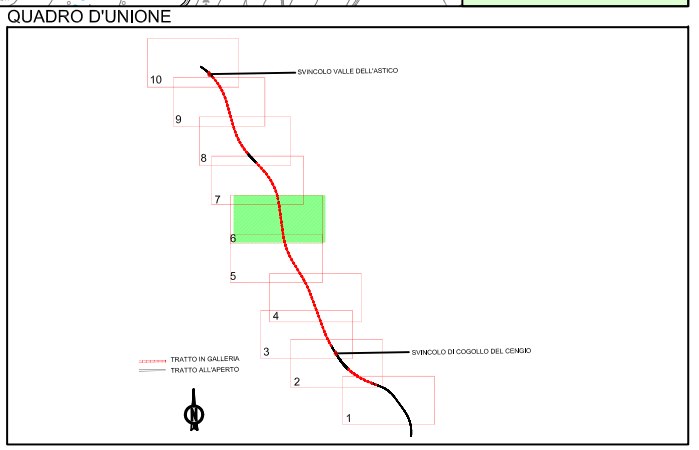 QUADRO D'UNIONE
SVINCOLO VALLE DELL'ASTICO
10
9
8
7
6
5
4
3
SVINCOLO DI COGOLLO DEL CENGIO
TRATTO IN GALLERIA
TRATTO ALL'APERTO
2
1
N